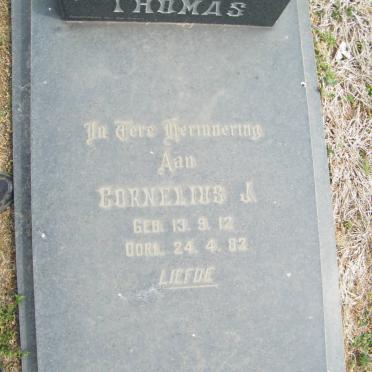 THOMAS
In Tere Herinnering
Aan
CORNELIUS J.
GEB. 13. 9. 12
OORL. 24. 4. 82
LIEFDE